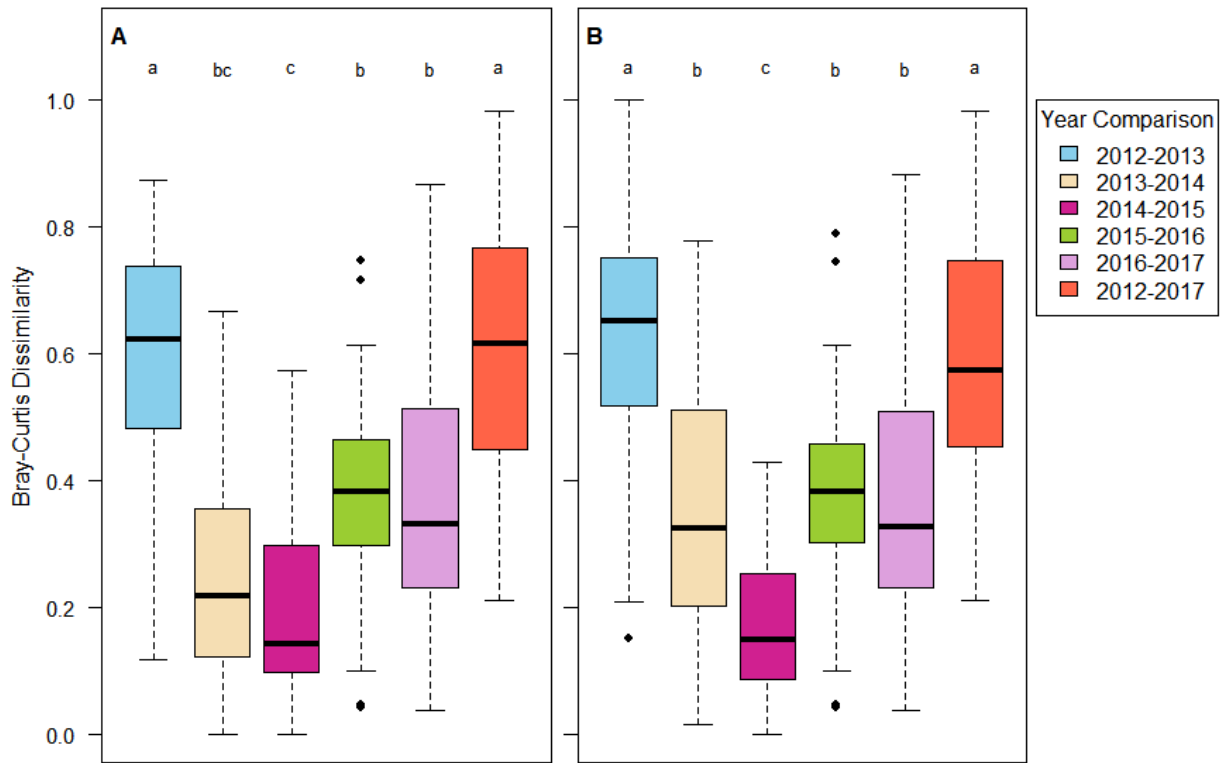 A
a bc c b b a
B
a b c b b a
Bray-Curtis Dissimilarity
1.0
0.8
0.6
0.4
0.2
0.0
Year Comparison
2012-2013
2013-2014
2014-2015
2015-2016
2016-2017
2012-2017